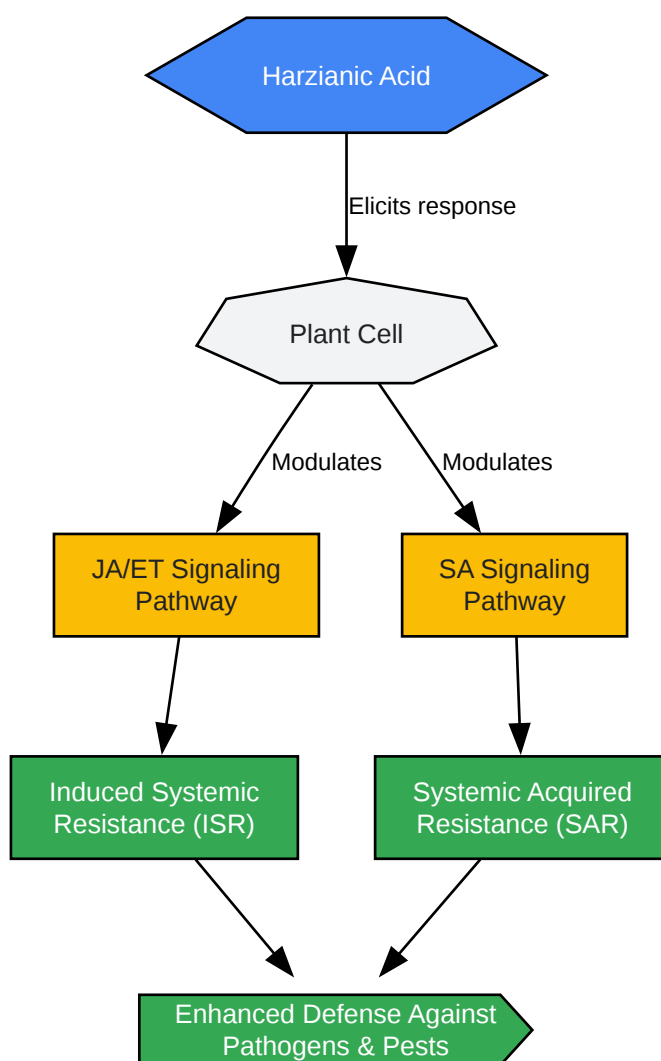 Harzianic Acid
Elicits response
Plant Cell
Modulates
Modulates
JA/ET Signaling
Pathway
SA Signaling
Pathway
Induced Systemic
Resistance (ISR)
Systemic Acquired
Resistance (SAR)
Enhanced Defense Against
Pathogens & Pests